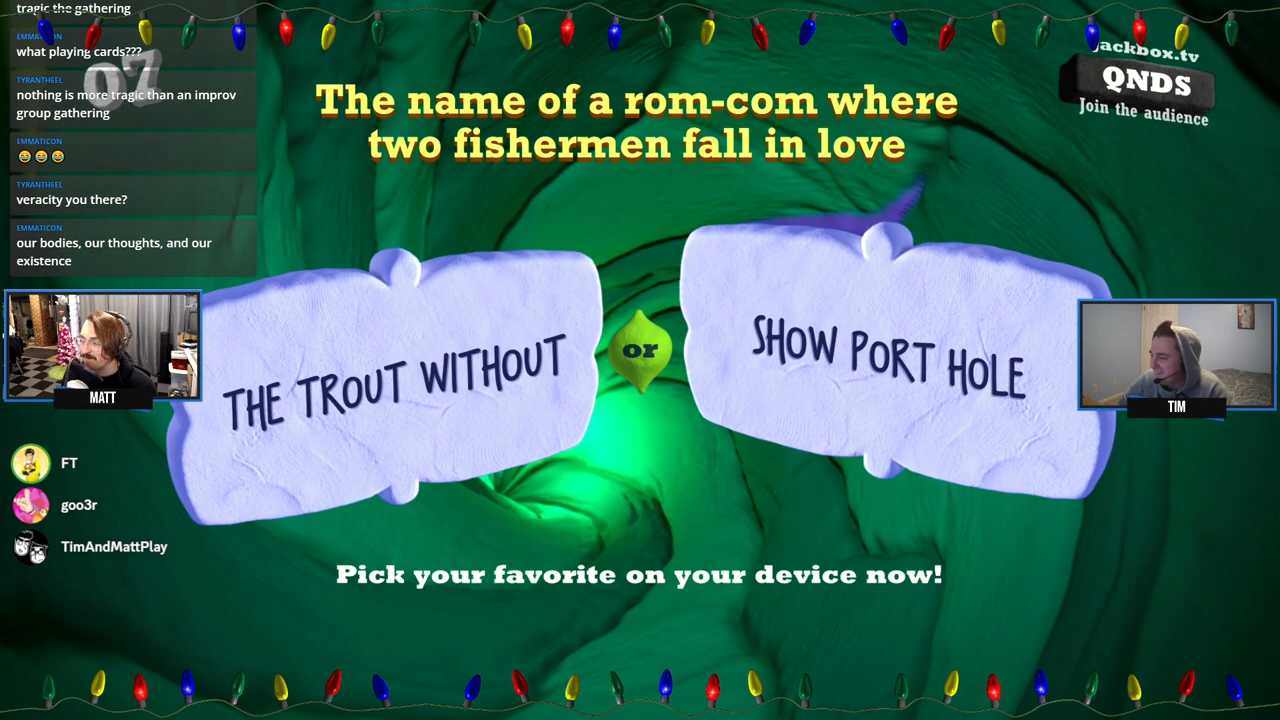 tragic the gathering
EMMATICON
what playing cards???
07
TYRANTHEEL
nothing is more tragic than an improv
group gathering
EMMATICON
😂😂😂
TYRANTHEEL
veracity you there?
EMMATICON
our bodies, our thoughts, and our
existence
jackbox.tv
QNDS
Join the audience
The name of a rom-com where
two fishermen fall in love
THE TROUT WITHOUT
or
SHOW PORT HOLE
MATT
TIM
FT
goo3r
TimAndMattPlay
Pick your favorite on your device now!